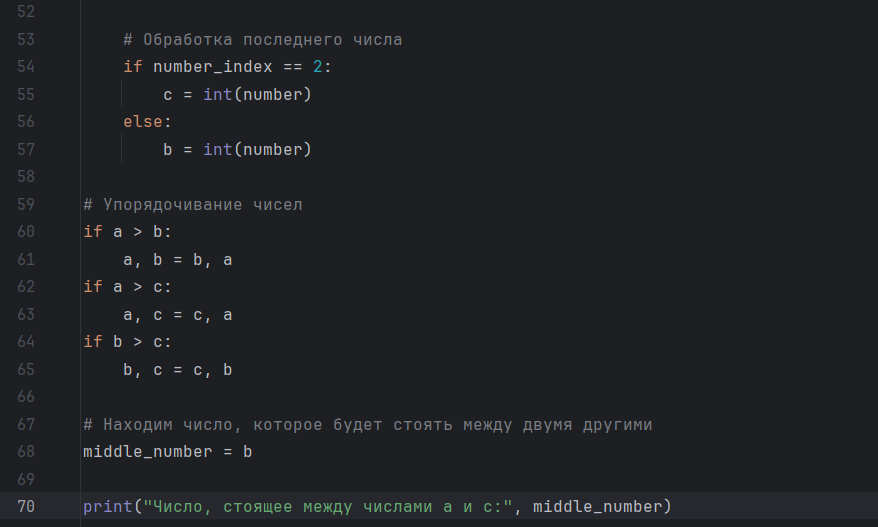 52
53 # Обработка последнего числа
54 if number_index == 2:
55 c = int(number)
56 else:
57 b = int(number)
58
59 # Упорядочивание чисел
60 if a > b:
61 a, b = b, a
62 if a > c:
63 a, c = c, a
64 if b > c:
65 b, c = c, b
66
67 # Находим число, которое будет стоять между двумя другими
68 middle_number = b
69
70 print("Число, стоящее между числами a и c:", middle_number)